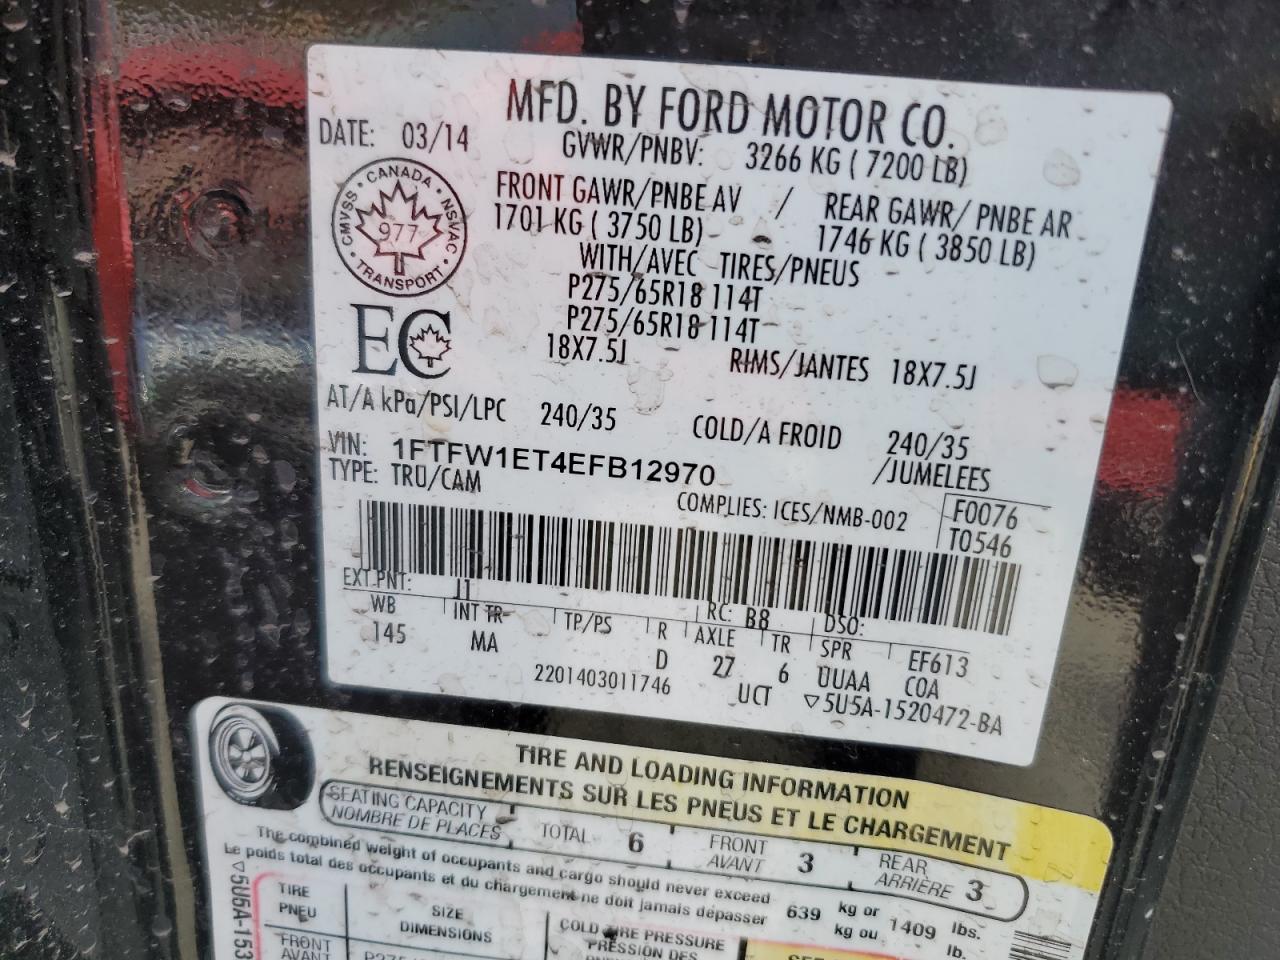 MFD. BY FORD MOTOR CO.
DATE: 03/14
GVWR/PNBV: 3266 KG ( 7200 LB)
CANADA
CMVSS NSVAC
977
TRANSPORT
FRONT GAWR/PNBE AV / REAR GAWR/ PNBE AR
1701 KG ( 3750 LB) 1746 KG ( 3850 LB)
WITH/AVEC TIRES/PNEUS
P275/65R18 114T
P275/65R18 114T
EC
18X7.5J RIMS/JANTES 18X7.5J
AT/A kPa/PSI/LPC 240/35 COLD/A FROID 240/35
VIN: 1FTFW1ET4EFB12970 /JUMELEES
TYPE: TRU/CAM
COMPLIES: ICES/NMB-002 F0076
T0546
EXT PNT: J1 RC: B8 DSO:
WB INT TR TP/PS R AXLE TR SPR EF613
145 MA D 27 6 UUAA COA
2201403011746 UCT ▽5U5A-1520472-BA
TIRE AND LOADING INFORMATION
RENSEIGNEMENTS SUR LES PNEUS ET LE CHARGEMENT
SEATING CAPACITY TOTAL 6 FRONT 3 REAR 3
NOMBRE DE PLACES AVANT ARRIÈRE
The combined weight of occupants and cargo should never exceed 639 kg or 1409 lbs.
Le poids total des occupants et du chargement ne doit jamais dépasser kg ou lb.
▽5U5A-153
TIRE SIZE COLD TIRE PRESSURE
PNEU DIMENSIONS PRESSION DES
FRONT
AVANT